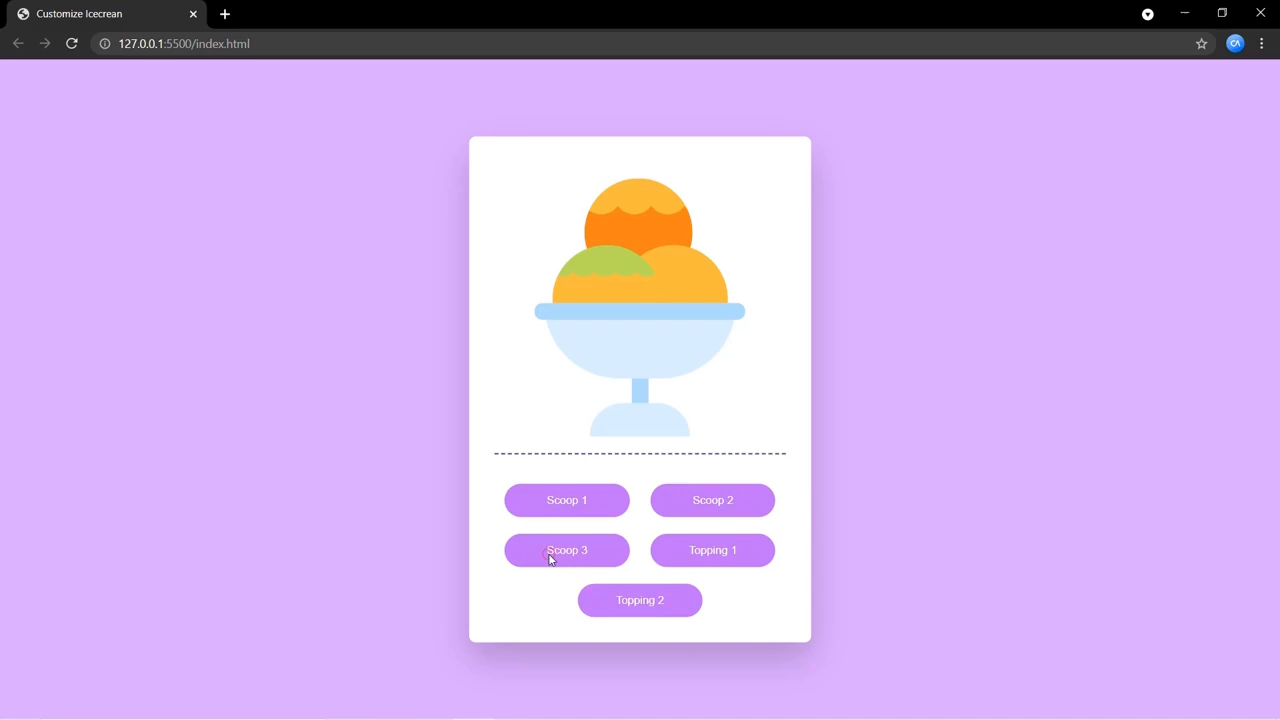 Customize Icecrean
127.0.0.1:5500/index.html
CA
Scoop 1
Scoop 2
Scoop 3
Topping 1
Topping 2